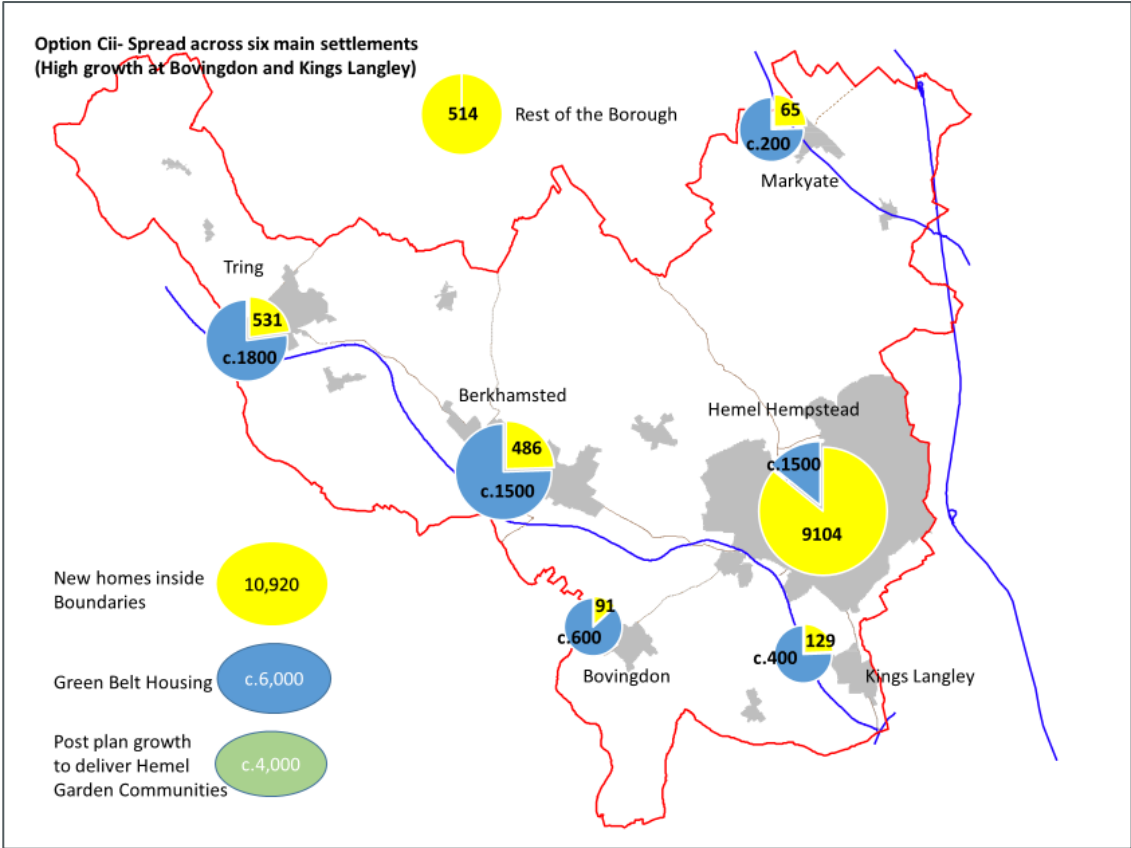 Option Cii- Spread across six main settlements
(High growth at Bovingdon and Kings Langley)
514
Rest of the Borough
65
c.200
Markyate
Tring
531
c.1800
Berkhamsted
486
c.1500
Hemel Hempstead
c.1500
9104
New homes inside
Boundaries
10,920
91
c.600
Bovingdon
129
c.400
Kings Langley
Green Belt Housing
c.6,000
Post plan growth
to deliver Hemel
Garden Communities
c.4,000